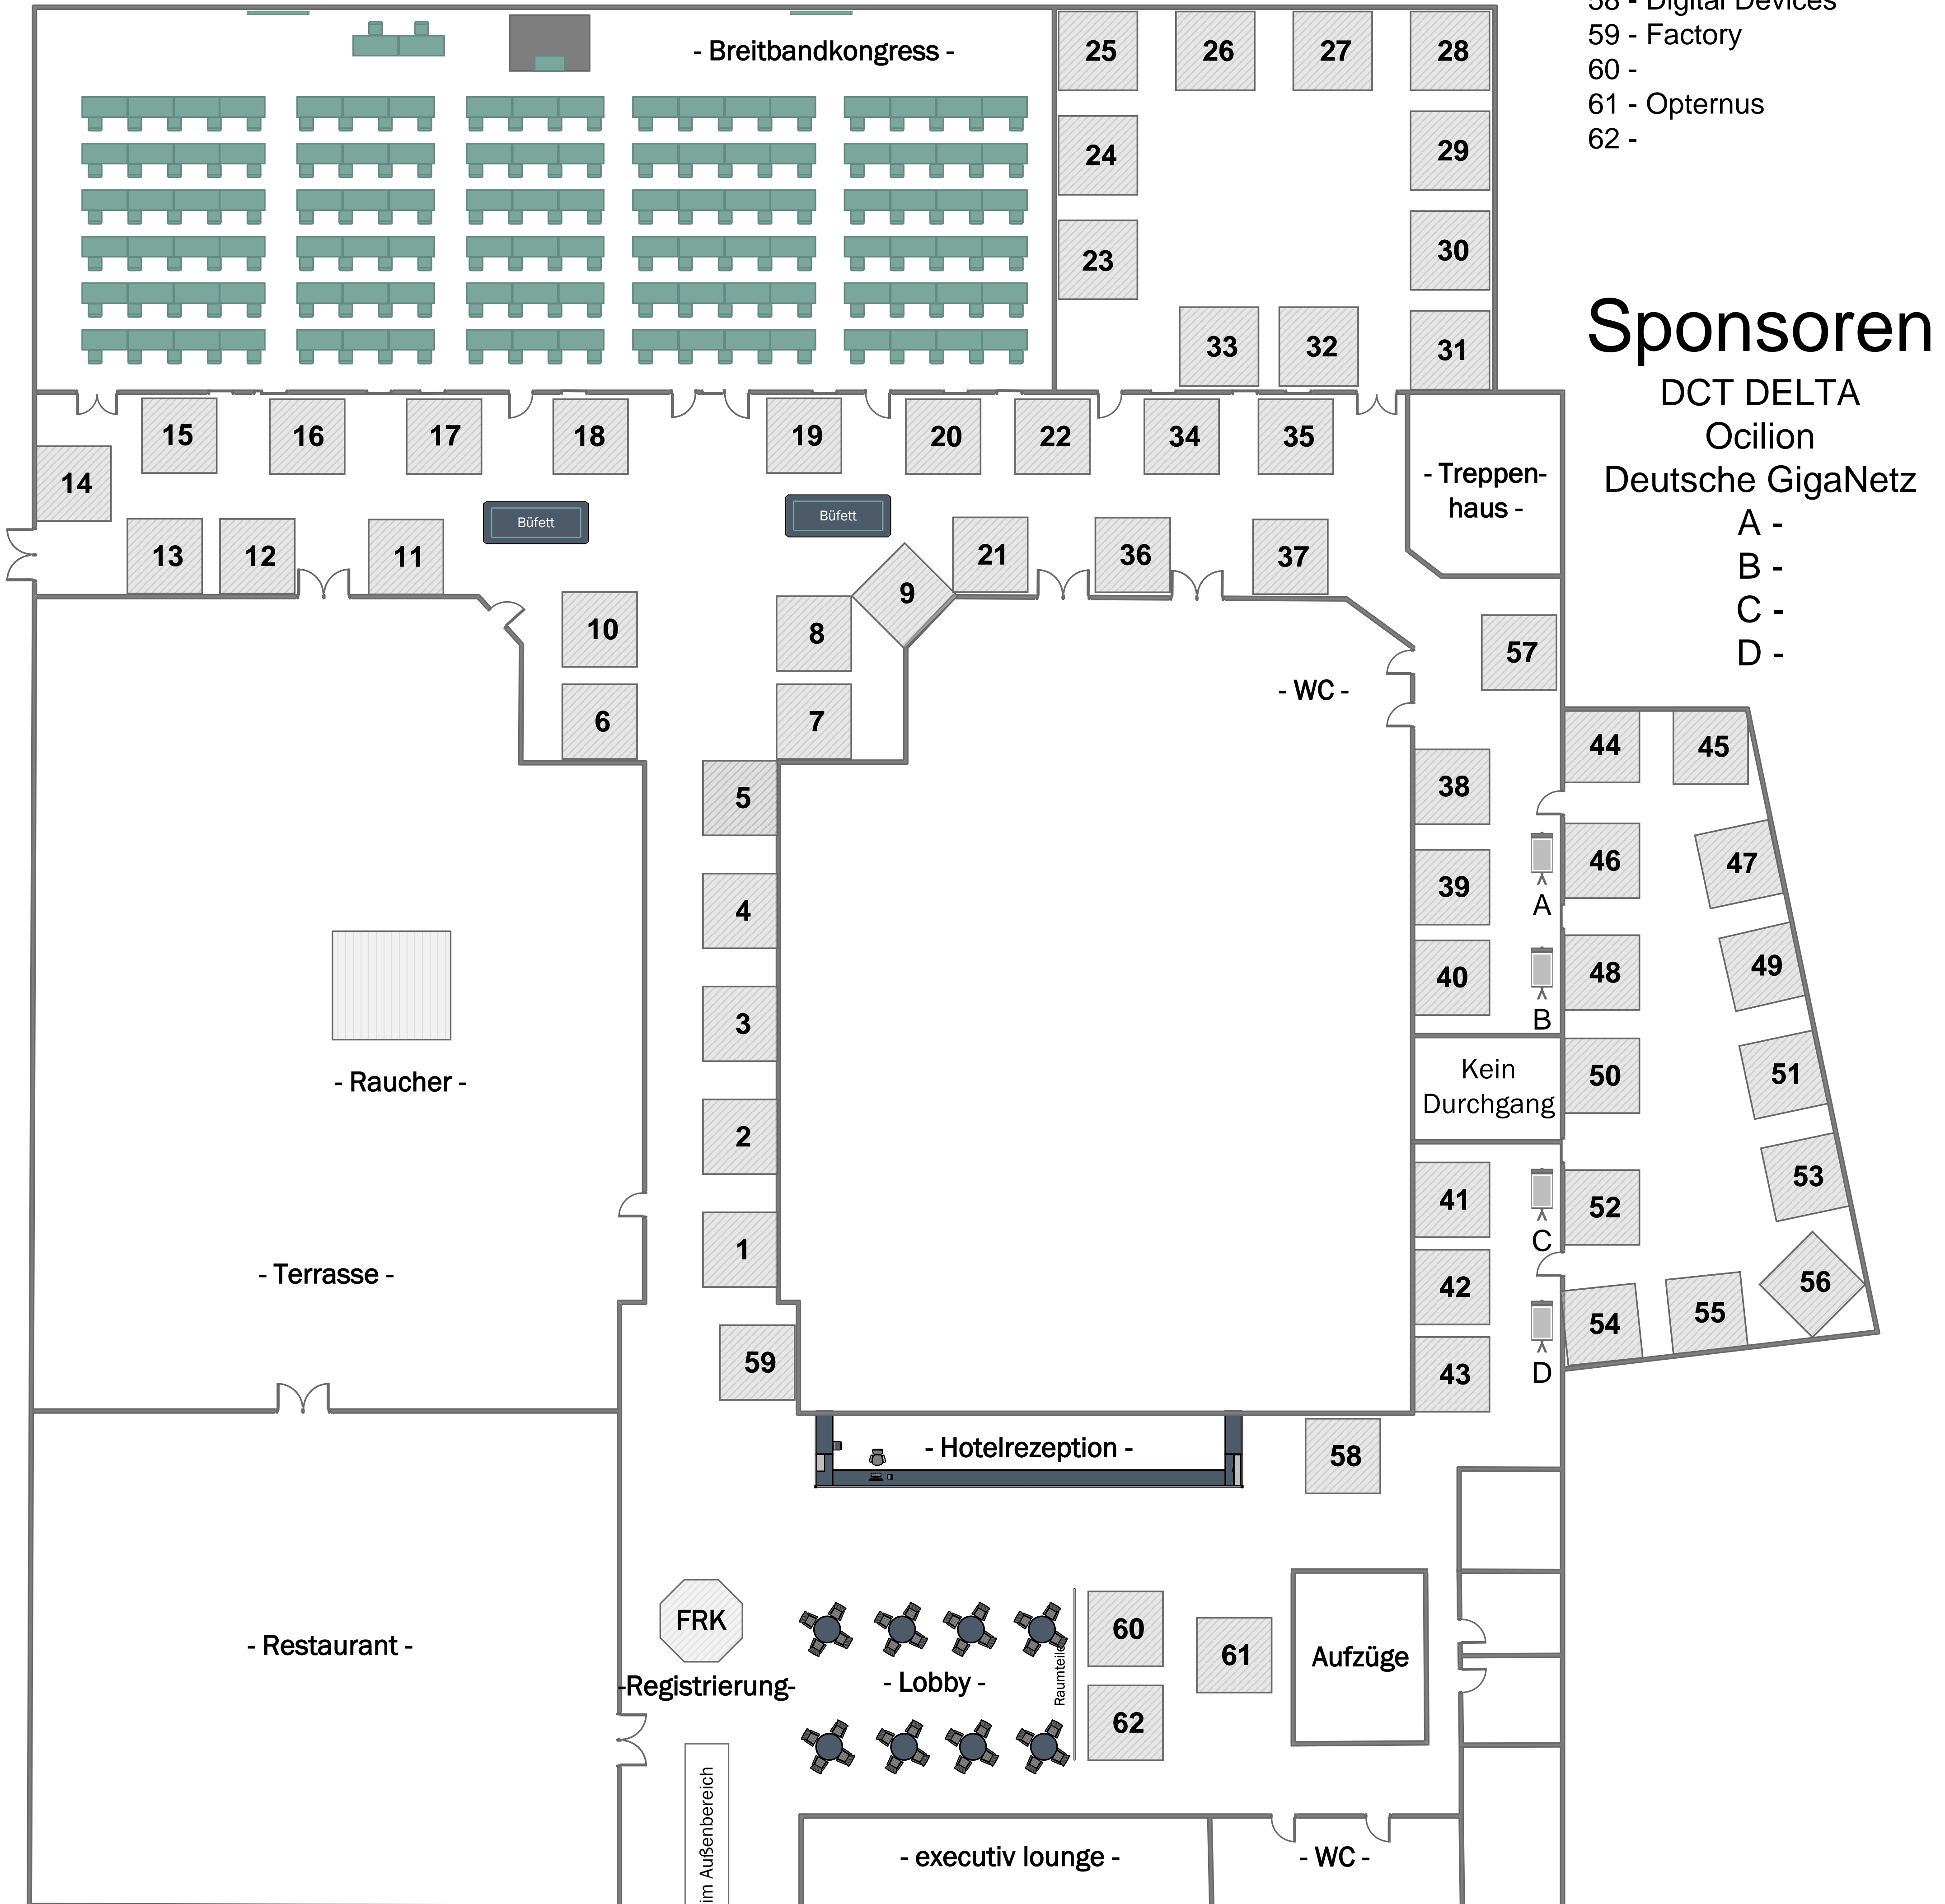 58 - Digital Devices
59 - Factory
60 -
61 - Opternus
62 -
Sponsoren
DCT DELTA
Ocilion
Deutsche GigaNetz
A -
B -
C -
D -
- Breitbandkongress -
25
26
27
28
24
29
23
30
33
32
31
15
16
17
18
19
20
22
34
35
14
- Treppen-
haus -
Büfett
Büfett
13
12
11
21
36
37
9
10
8
57
6
7
- WC -
5
38
44
45
4
39
A
46
47
3
40
B
48
49
- Raucher -
Kein
Durchgang
50
51
2
41
C
52
53
1
42
- Terrasse -
56
59
43
D
54
55
- Hotelrezeption -
58
FRK
-Registrierung-
- Restaurant -
- Lobby -
60
61
62
Aufzüge
im Außenbereich
- executiv lounge -
- WC -